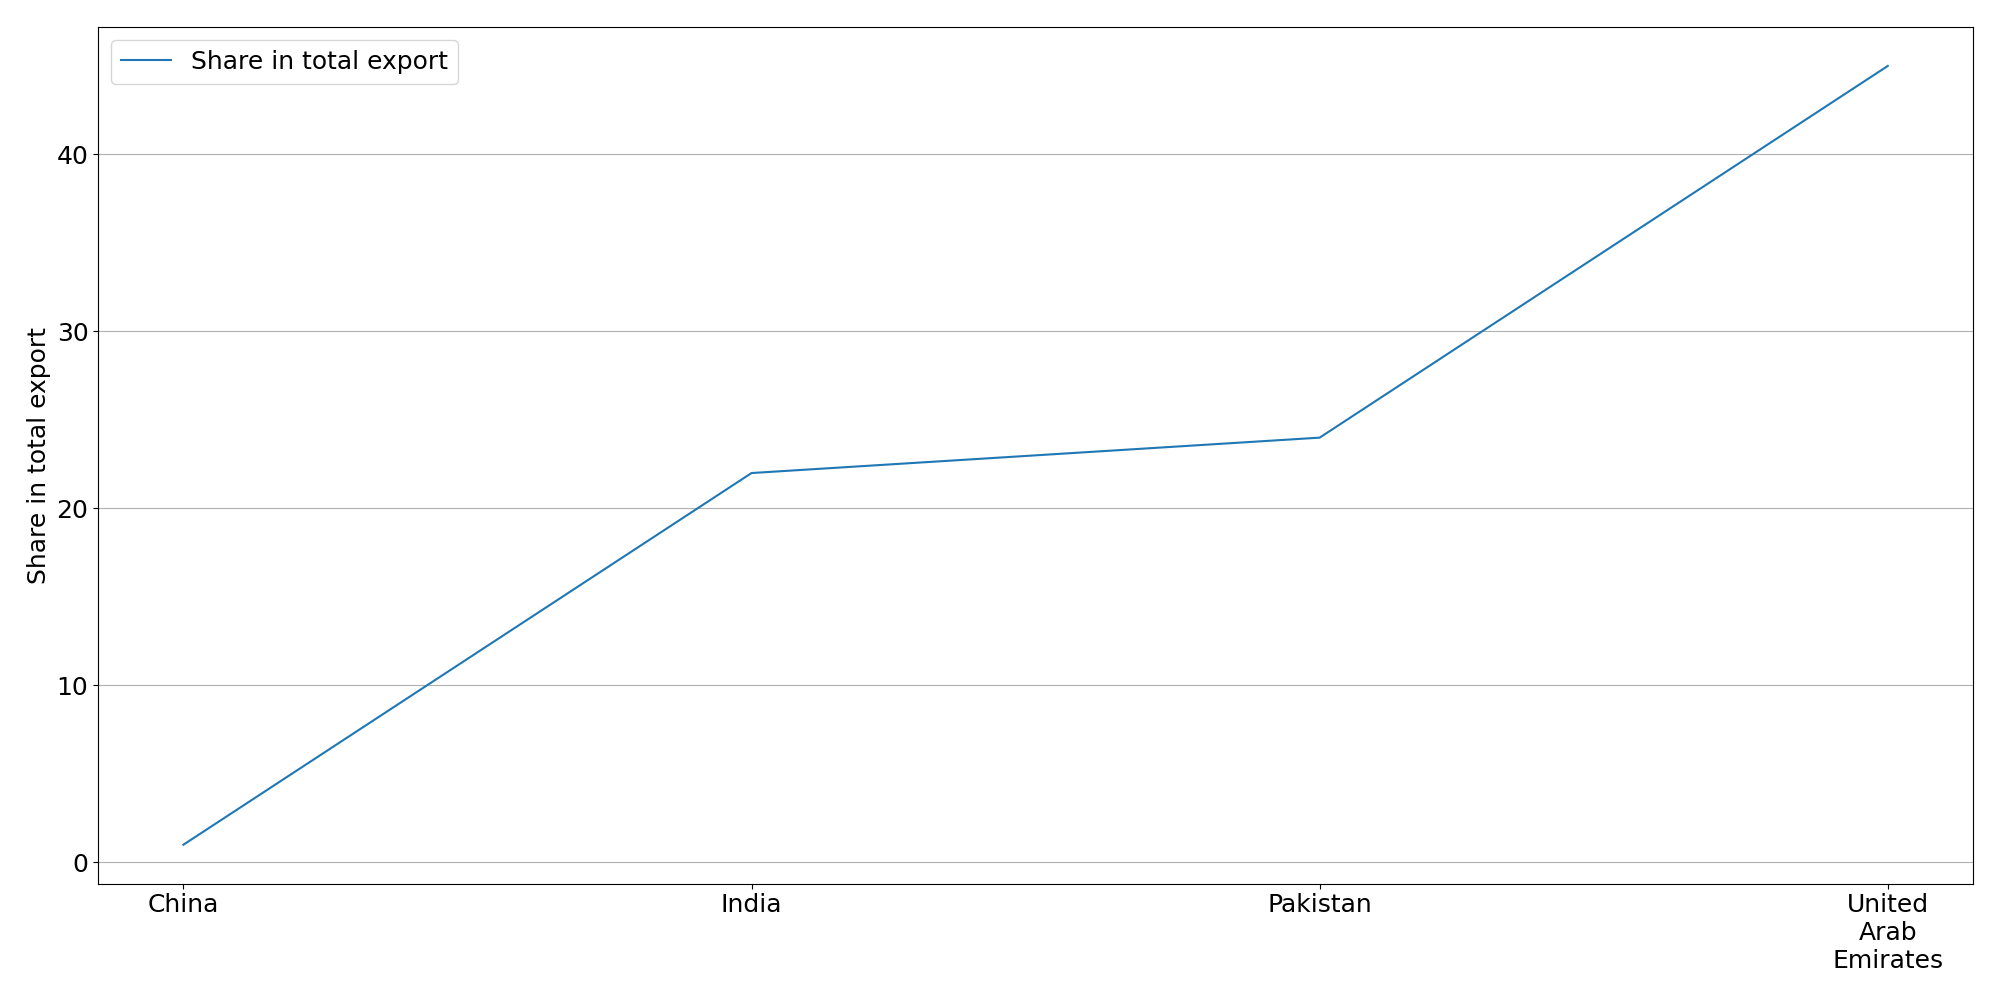 Share in total export
Share in total export
40
30
20
10
0
China
India
Pakistan
United
Arab
Emirates